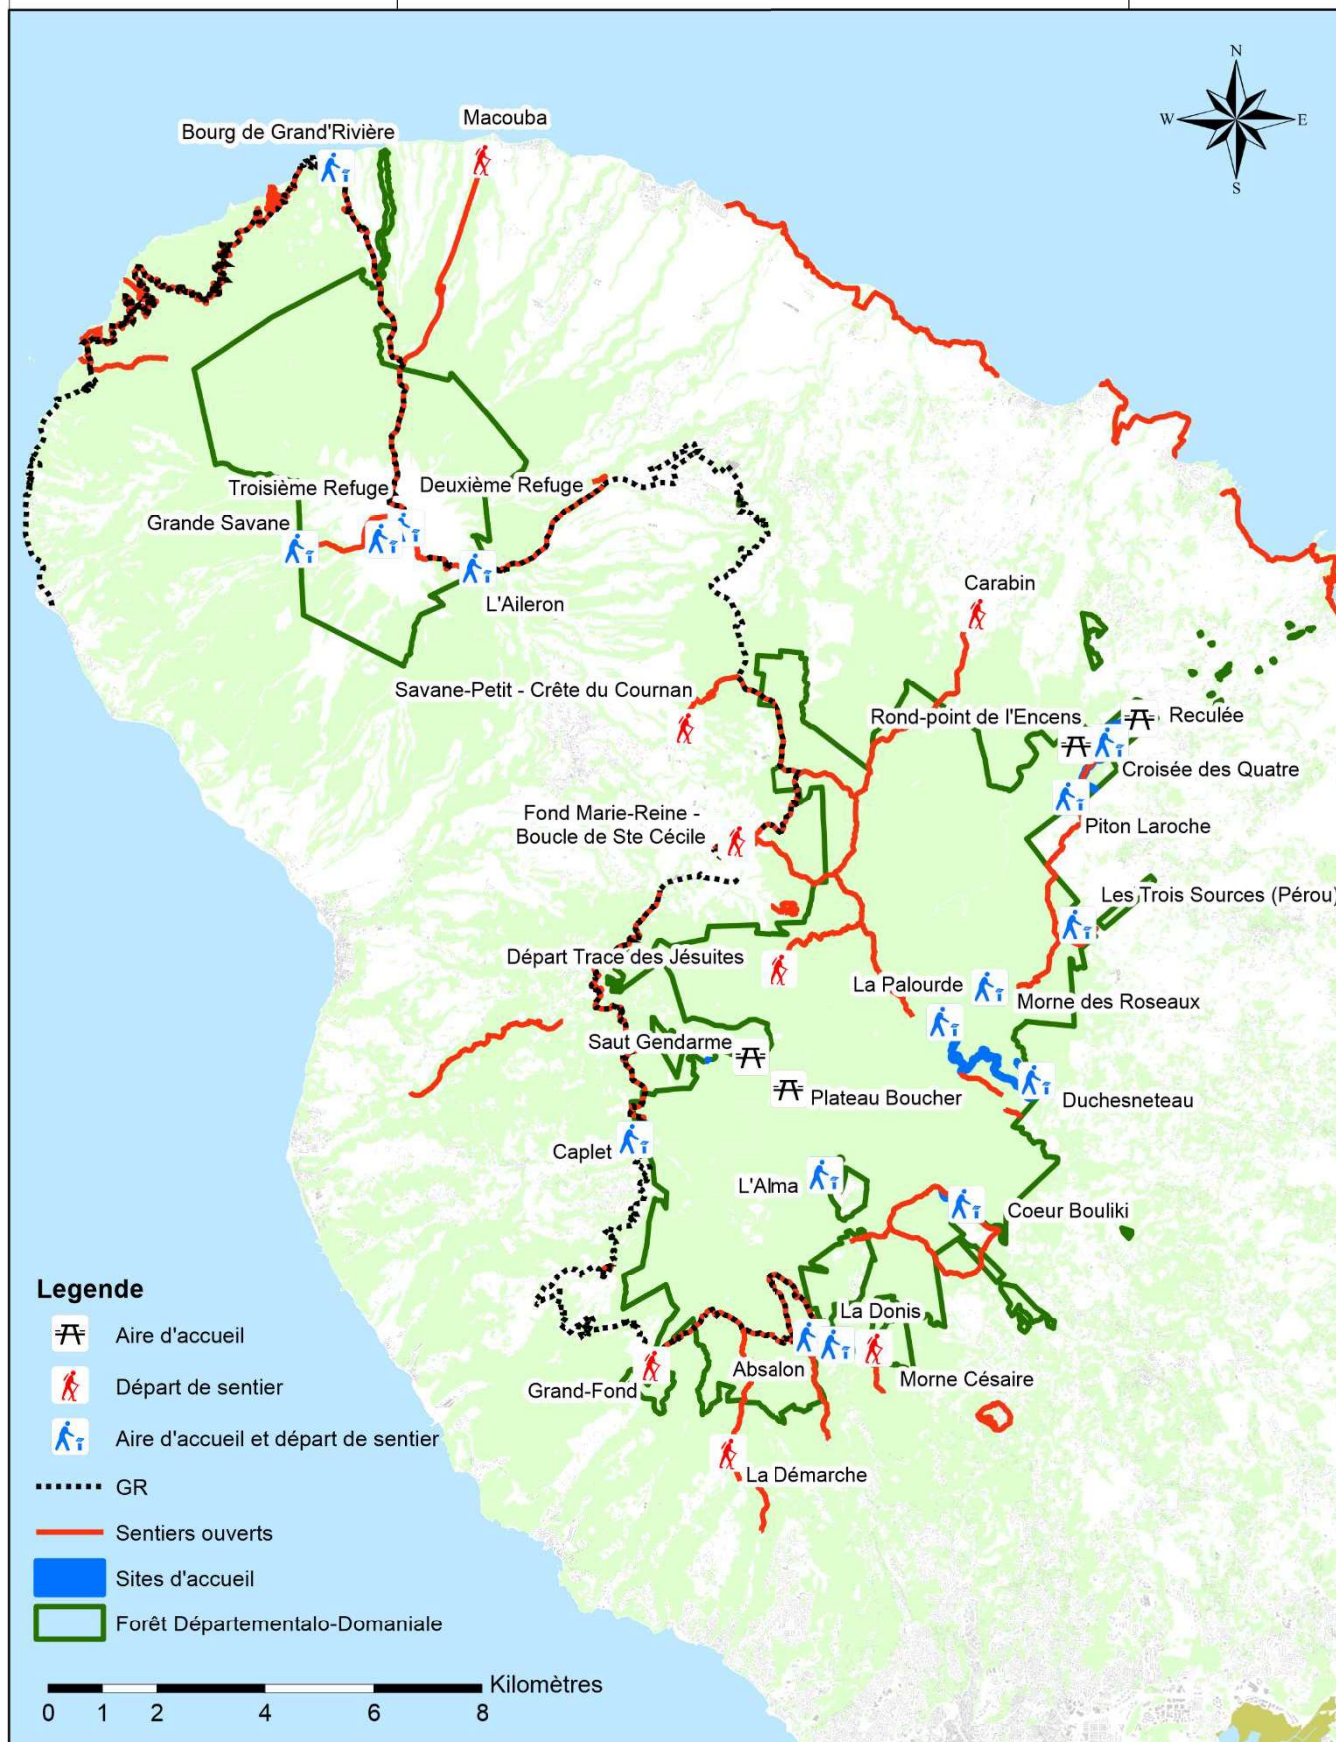 N
W E
S
Macouba
Bourg de Grand'Rivière
Troisième Refuge
Deuxième Refuge
Grande Savane
L'Aileron
Carabin
Savane-Petit - Crête du Cournan
Rond-point de l'Encens
Reculée
Croisée des Quatre
Fond Marie-Reine -
Boucle de Ste Cécile
Piton Laroche
Les Trois Sources (Pérou)
Départ Trace des Jésuites
La Palourde
Morne des Roseaux
Saut Gendarme
Plateau Boucher
Duchesneteau
Caplet
L'Alma
Coeur Bouliki
La Donis
Absalon
Morne Césaire
Grand-Fond
La Démarche
Legende
Aire d'accueil
Départ de sentier
Aire d'accueil et départ de sentier
GR
Sentiers ouverts
Sites d'accueil
Forêt Départementalo-Domaniale
Kilomètres
0 1 2 4 6 8